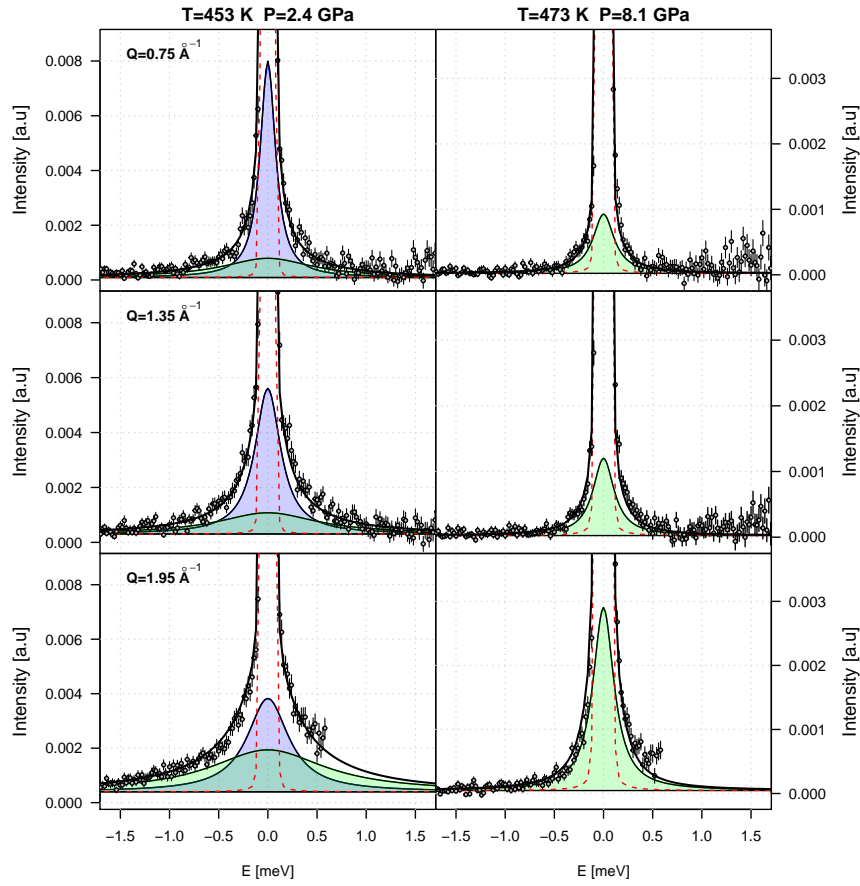 T=453 K P=2.4 GPa
T=473 K P=8.1 GPa
Q=0.75 Å⁻¹
Intensity [a.u]
0.008
0.006
0.004
0.002
0.000
0.003
0.002
0.001
0.000
Intensity [a.u]
Q=1.35 Å⁻¹
Intensity [a.u]
0.008
0.006
0.004
0.002
0.000
0.003
0.002
0.001
0.000
Intensity [a.u]
Q=1.95 Å⁻¹
Intensity [a.u]
0.008
0.006
0.004
0.002
0.000
0.003
0.002
0.001
0.000
Intensity [a.u]
−1.5 −1.0 −0.5 0.0 0.5 1.0 1.5
−1.5 −1.0 −0.5 0.0 0.5 1.0 1.5
E [meV]
E [meV]